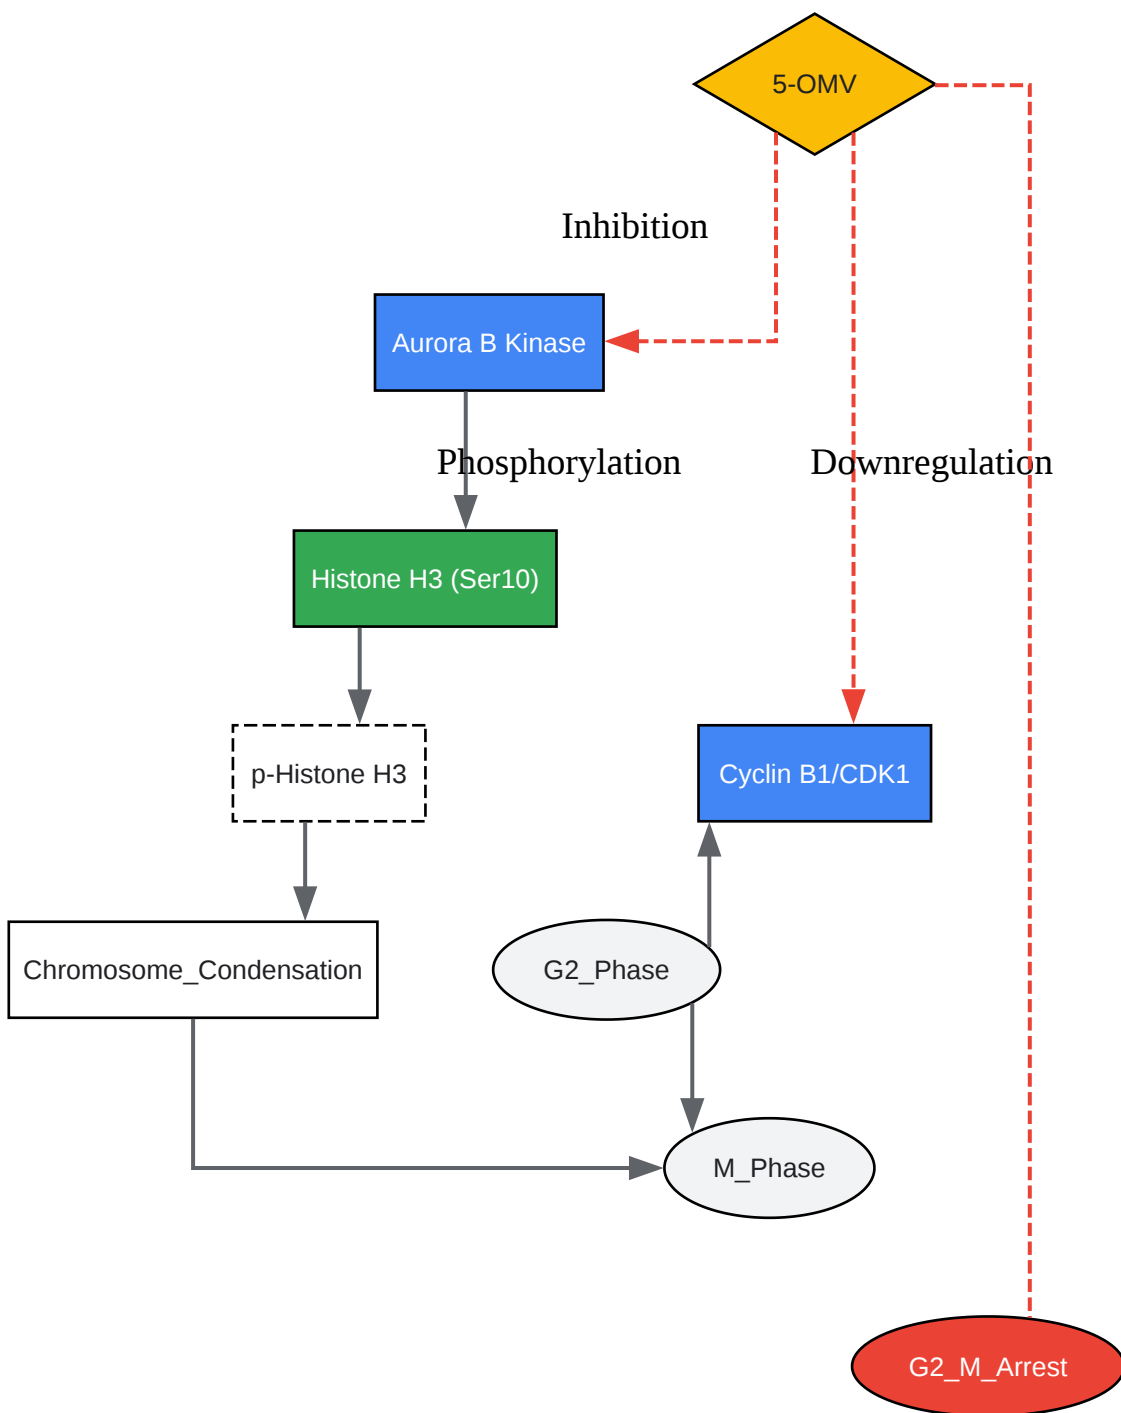 5-OMV
Inhibition
Aurora B Kinase
Phosphorylation
Downregulation
Histone H3 (Ser10)
p-Histone H3
Cyclin B1/CDK1
Chromosome_Condensation
G2_Phase
M_Phase
G2_M_Arrest